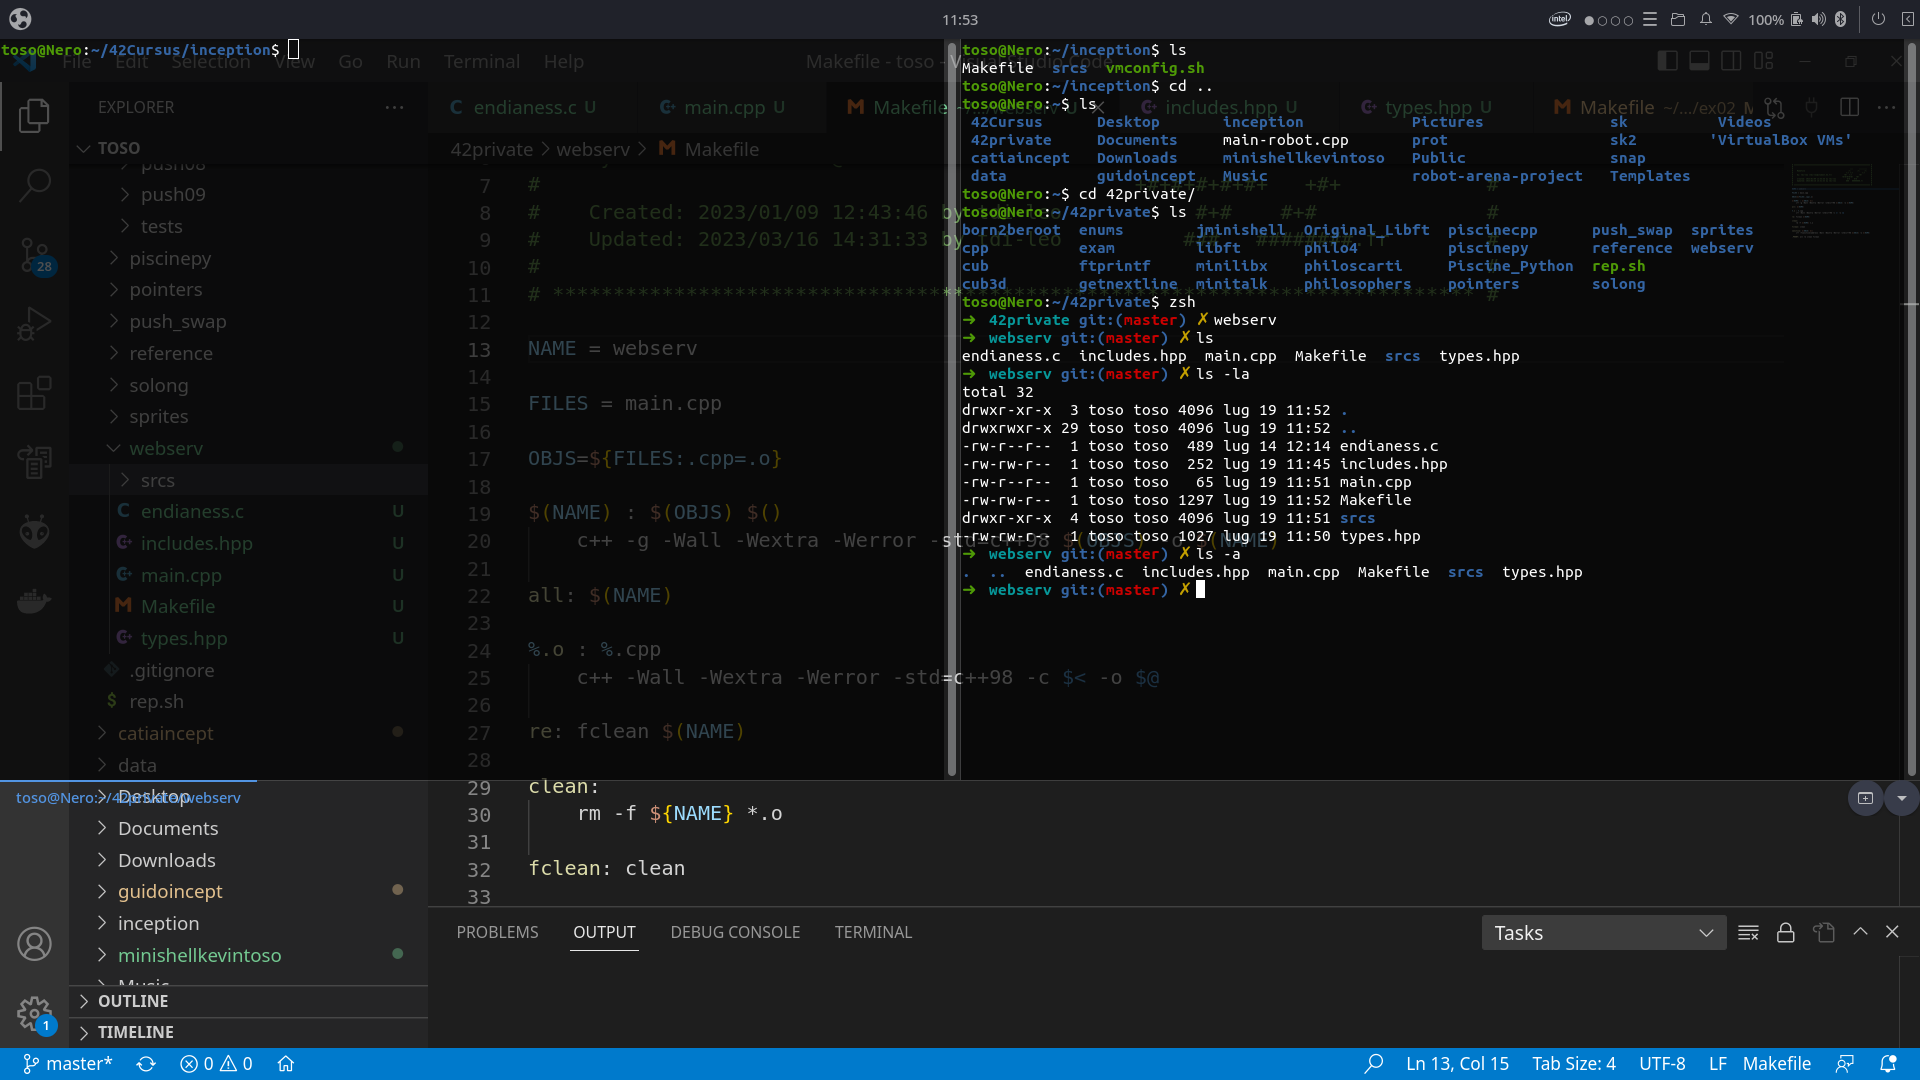 11:53
100%
toso@Nero:~/42Cursus/inception$
File Edit Selection View Go Run Terminal Help
Makefile - toso - Visual Studio Code
EXPLORER
TOSO
push08
push09
tests
piscinepy
pointers
push_swap
reference
solong
sprites
webserv
srcs
endianess.c U
includes.hpp U
main.cpp U
Makefile U
types.hpp U
.gitignore
rep.sh
catiaincept
data
Desktop
Documents
Downloads
guidoincept
inception
minishellkevintoso
Music
OUTLINE
TIMELINE
28
1
toso@Nero:~/42private/webserv
endianess.c U
main.cpp U
Makefile
includes.hpp U
types.hpp U
Makefile ~/.../ex02
42private > webserv > Makefile
7 #
8 # Created: 2023/01/09 12:43:46 by
9 # Updated: 2023/03/16 14:31:33 by
10 #
11 # ****************************************************************************
12
13 NAME = webserv
14
15 FILES = main.cpp
16
17 OBJS=${FILES:.cpp=.o}
18
19 $(NAME) : $(OBJS) $()
20 c++ -g -Wall -Wextra -Werror -std=c++98 $(OBJS) -o $(NAME)
21
22 all: $(NAME)
23
24 %.o : %.cpp
25 c++ -Wall -Wextra -Werror -std=c++98 -c $< -o $@
26
27 re: fclean $(NAME)
28
29 clean:
30 rm -f ${NAME} *.o
31
32 fclean: clean
33
toso@Nero:~/inception$ ls
Makefile srcs vmconfig.sh
toso@Nero:~/inception$ cd ..
toso@Nero:~$ ls
42Cursus Desktop inception Pictures sk Videos
42private Documents main-robot.cpp prot sk2 'VirtualBox VMs'
catiaincept Downloads minishellkevintoso Public snap
data guidoincept Music robot-arena-project Templates
toso@Nero:~$ cd 42private/
toso@Nero:~/42private$ ls
born2beroot enums jminishell Original_Libft piscinecpp push_swap sprites
cpp exam libft philo4 piscinepy reference webserv
cub ftprintf minilibx philoscarti Piscine_Python rep.sh
cub3d getnextline minitalk philosophers pointers solong
toso@Nero:~/42private$ zsh
➜ 42private git:(master) ✗ webserv
➜ webserv git:(master) ✗ ls
endianess.c includes.hpp main.cpp Makefile srcs types.hpp
➜ webserv git:(master) ✗ ls -la
total 32
drwxr-xr-x 3 toso toso 4096 lug 19 11:52 .
drwxrwxr-x 29 toso toso 4096 lug 19 11:52 ..
-rw-r--r-- 1 toso toso 489 lug 14 12:14 endianess.c
-rw-rw-r-- 1 toso toso 252 lug 19 11:45 includes.hpp
-rw-rw-r-- 1 toso toso 65 lug 19 11:51 main.cpp
-rw-rw-r-- 1 toso toso 1297 lug 19 11:52 Makefile
drwxr-xr-x 4 toso toso 4096 lug 19 11:51 srcs
-rw-rw-r-- 1 toso toso 1027 lug 19 11:50 types.hpp
➜ webserv git:(master) ✗ ls -a
. .. endianess.c includes.hpp main.cpp Makefile srcs types.hpp
➜ webserv git:(master) ✗
PROBLEMS OUTPUT DEBUG CONSOLE TERMINAL
Tasks
master* 0 0
Ln 13, Col 15 Tab Size: 4 UTF-8 LF Makefile